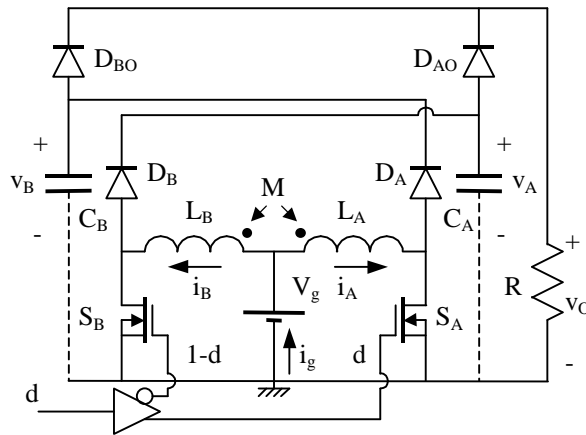 D_BO
D_AO
+
+
v_B
D_B
M
D_A
v_A
C_B
L_B
L_A
C_A
-
-
+
i_B
V_g
i_A
R
v_O
S_B
S_A
1-d
i_g
d
-
d